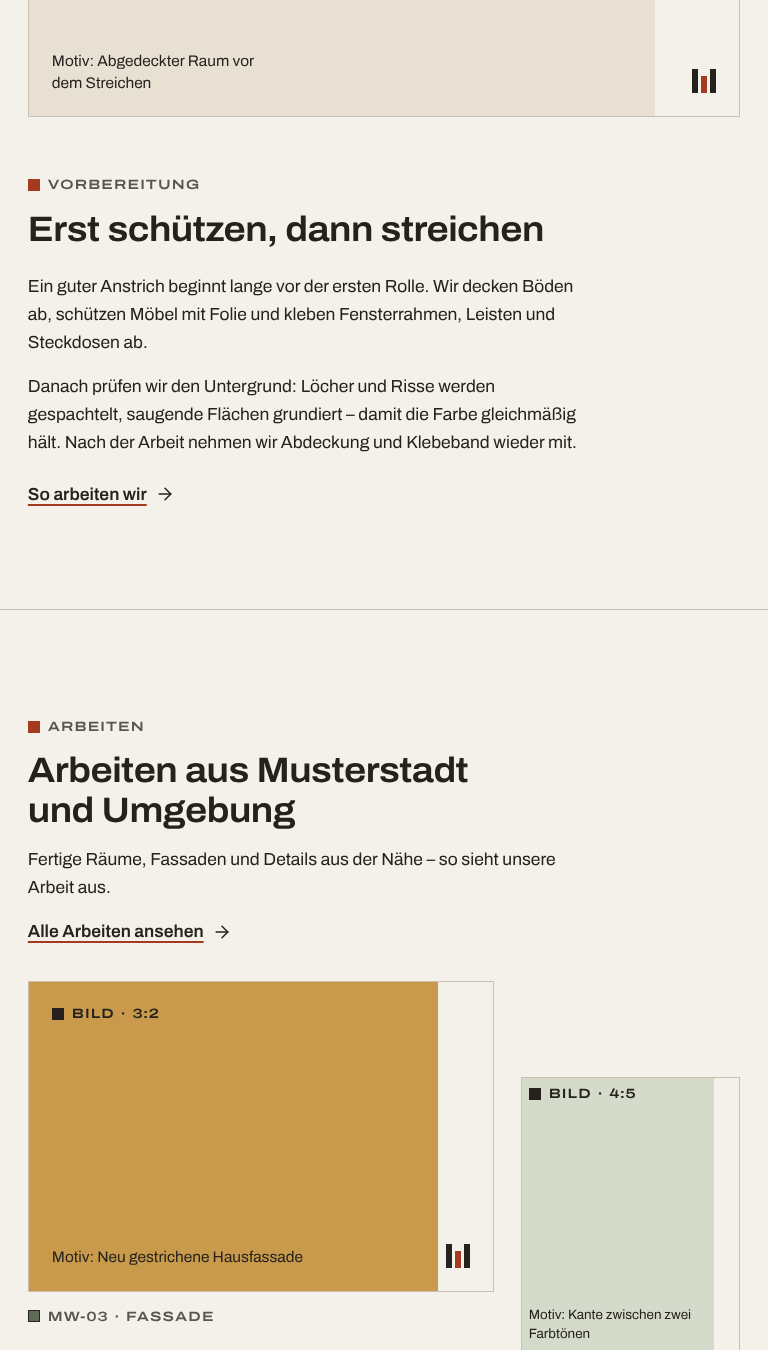 Motiv: Abgedeckter Raum vor
dem Streichen
VORBEREITUNG
Erst schützen, dann streichen
Ein guter Anstrich beginnt lange vor der ersten Rolle. Wir decken Böden
ab, schützen Möbel mit Folie und kleben Fensterrahmen, Leisten und
Steckdosen ab.
Danach prüfen wir den Untergrund: Löcher und Risse werden
gespachtelt, saugende Flächen grundiert – damit die Farbe gleichmäßig
hält. Nach der Arbeit nehmen wir Abdeckung und Klebeband wieder mit.
So arbeiten wir →
ARBEITEN
Arbeiten aus Musterstadt
und Umgebung
Fertige Räume, Fassaden und Details aus der Nähe – so sieht unsere
Arbeit aus.
Alle Arbeiten ansehen →
BILD · 3:2
Motiv: Neu gestrichene Hausfassade
MW-03 · FASSADE
BILD · 4:5
Motiv: Kante zwischen zwei
Farbtönen